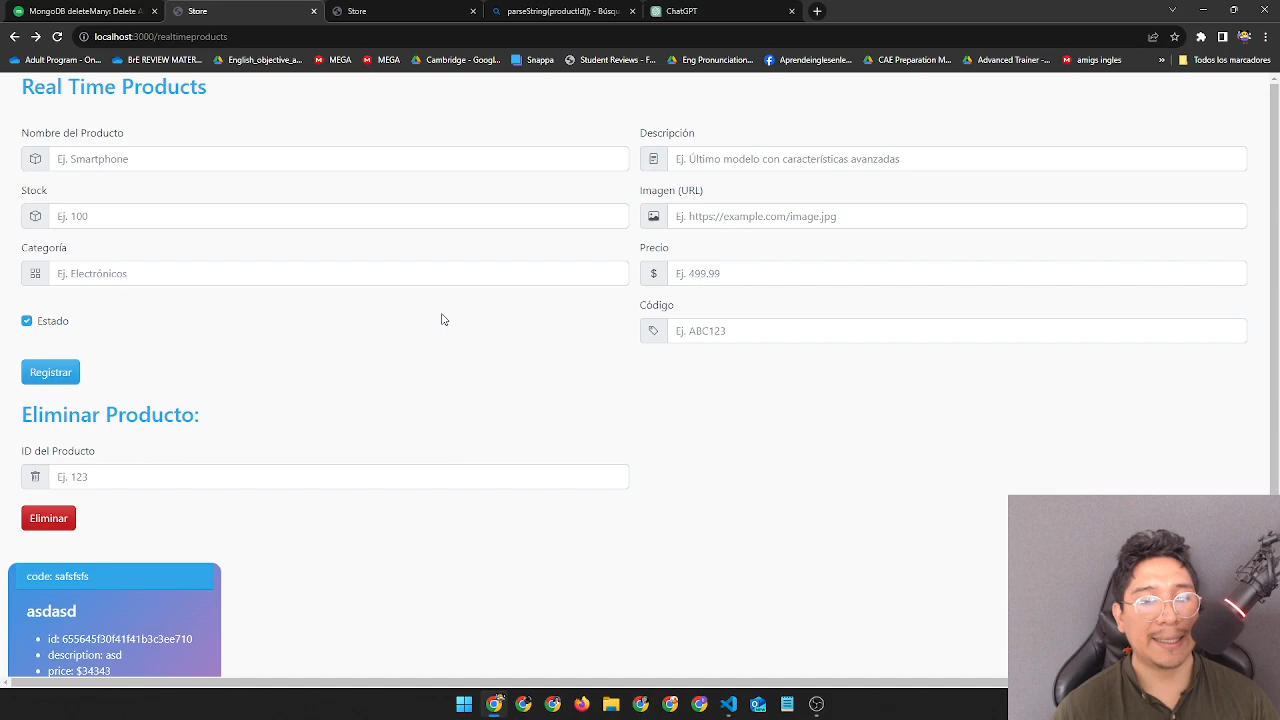 MongoDB deleteMany: Delete A
Store
Store
parseString(productId)); - Búsqu
ChatGPT
localhost:3000/realtimeproducts
Adult Program - On...
BrE REVIEW MATER...
English_objective_a...
MEGA
MEGA
Cambridge - Googl...
Snappa
Student Reviews - F...
Eng Pronunciation...
Aprendeinglesenle...
CAE Preparation M...
Advanced Trainer -...
amigs ingles
»
Todos los marcadores
Real Time Products
Nombre del Producto
Ej. Smartphone
Descripción
Ej. Último modelo con características avanzadas
Stock
Ej. 100
Imagen (URL)
Ej. https://example.com/image.jpg
Categoría
Ej. Electrónicos
Precio
$
Ej. 499.99
Estado
Código
Ej. ABC123
Registrar
Eliminar Producto:
ID del Producto
Ej. 123
Eliminar
code: safsfsfs
asdasd
id: 655645f30f41f41b3c3ee710
description: asd
price: $34343